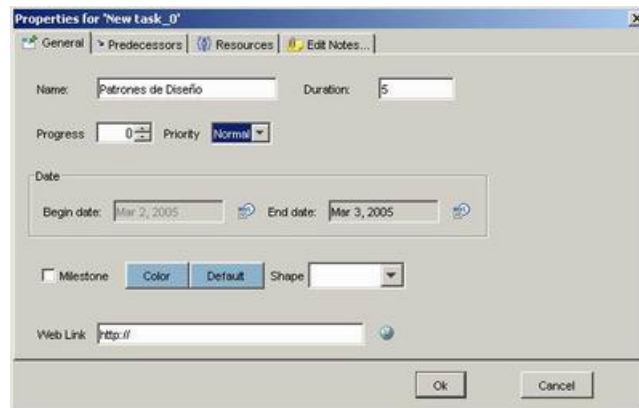 Properties for 'New task_0'
General Predecessors Resources Edit Notes...
Name: Patrones de Diseño Duration: 5
Progress 0 Priority Normal
Date
Begin date: Mar 2, 2005 End date: Mar 3, 2005
Milestone Color Default Shape
Web Link http://
Ok Cancel